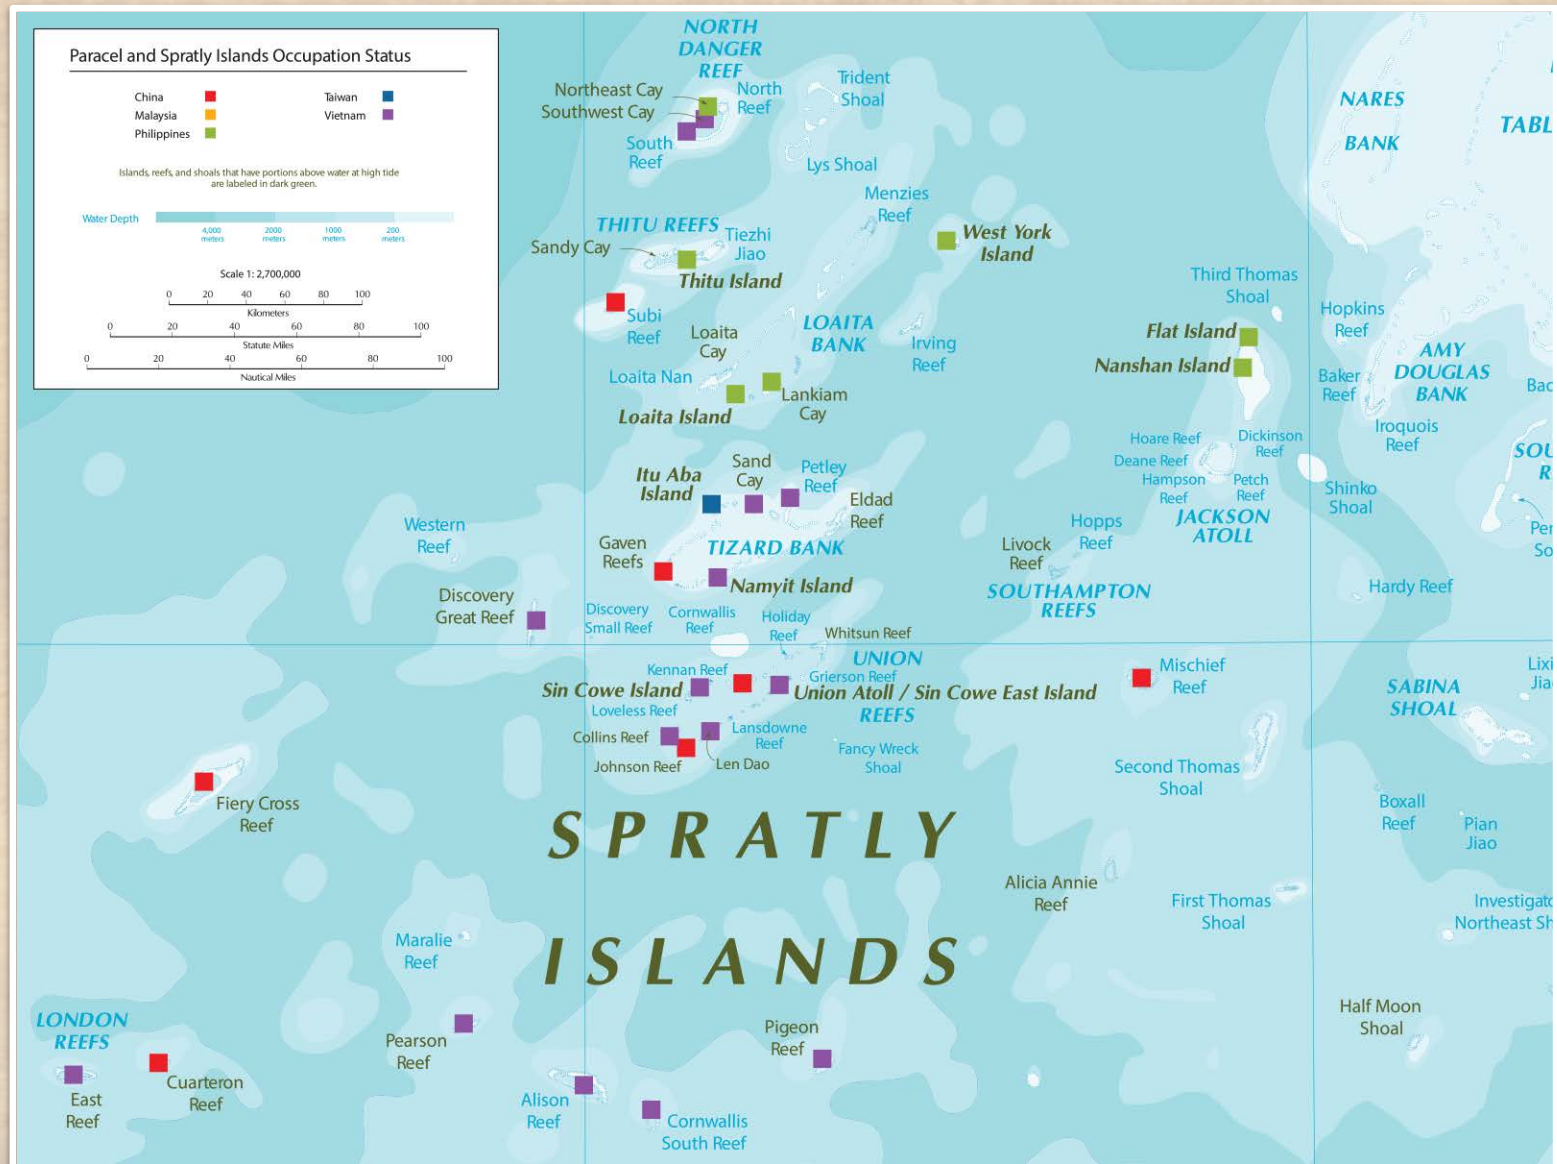 Paracel and Spratly Islands Occupation Status
China
Malaysia
Philippines
Taiwan
Vietnam
Islands, reefs, and shoals that have portions above water at high tide
are labeled in dark green.
Water Depth
4,000
meters
2000
meters
1000
meters
200
meters
Scale 1: 2,700,000
0 20 40 60 80 100
Kilometers
0 20 40 60 80 100
Statute Miles
0 20 40 60 80 100
Nautical Miles
NORTH
DANGER
REEF
Northeast Cay
Southwest Cay
North
Reef
South
Reef
Trident
Shoal
Lys Shoal
NARES
BANK
TABL
Menzies
Reef
THITU REEFS
Sandy Cay
Tiezhi
Jiao
Thitu Island
West York
Island
Subi
Reef
Loaita
Cay
LOAITA
BANK
Irving
Reef
Loaita Nan
Lankiam
Cay
Loaita Island
Third Thomas
Shoal
Flat Island
Nanshan Island
Hopkins
Reef
AMY
DOUGLAS
BANK
Baker
Reef
Bac
Iroquois
Reef
Hoare Reef
Dickinson
Reef
Deane Reef
Hampson
Reef
Petch
Reef
JACKSON
ATOLL
Shinko
Shoal
SOU
R
Pen
So
Itu Aba
Island
Sand
Cay
Petley
Reef
Eldad
Reef
Western
Reef
Gaven
Reefs
TIZARD BANK
Namyit Island
Hopps
Reef
Livock
Reef
SOUTHAMPTON
REEFS
Hardy Reef
Discovery
Great Reef
Discovery
Small Reef
Cornwallis
Reef
Holiday
Reef
Whitsun Reef
UNION
REEFS
Kennan Reef
Grierson Reef
Sin Cowe Island
Union Atoll / Sin Cowe East Island
Loveless Reef
Collins Reef
Lansdowne
Reef
Johnson Reef
Len Dao
Fancy Wreck
Shoal
Mischief
Reef
SABINA
SHOAL
Lixi
Jia
Second Thomas
Shoal
Fiery Cross
Reef
SPRATLY
ISLANDS
Boxall
Reef
Pian
Jiao
Alicia Annie
Reef
First Thomas
Shoal
Investigato
Northeast Sh
Maralie
Reef
Half Moon
Shoal
LONDON
REEFS
East
Reef
Cuarteron
Reef
Pearson
Reef
Pigeon
Reef
Alison
Reef
Cornwallis
South Reef